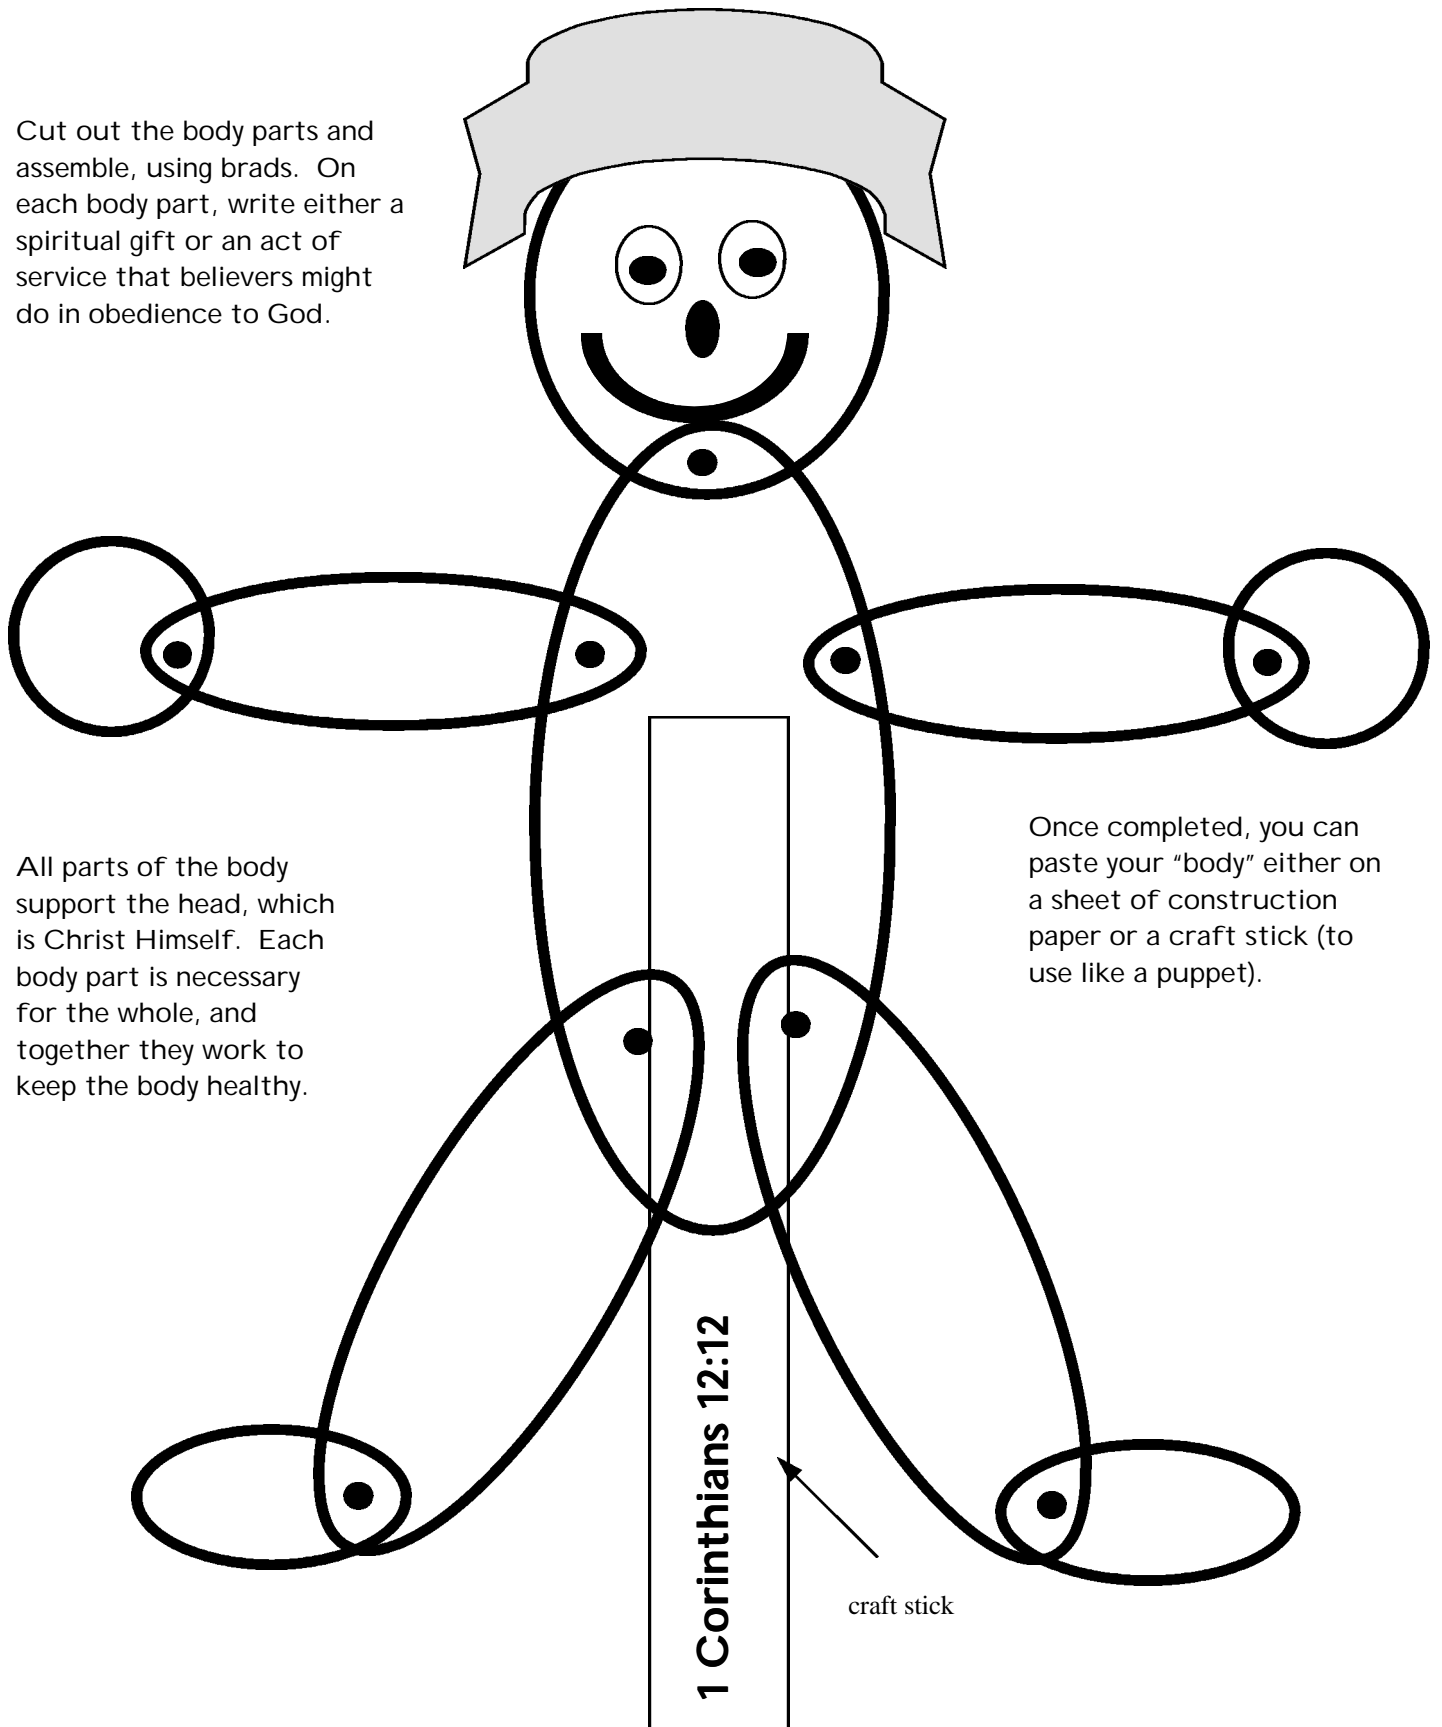 Cut out the body parts and
assemble, using brads.  On
each body part, write either a
spiritual gift or an act of
service that believers might
do in obedience to God.
All parts of the body
support the head, which
is Christ Himself.  Each
body part is necessary
for the whole, and
together they work to
keep the body healthy.
Once completed, you can
paste your “body” either on
a sheet of construction
paper or a craft stick (to
use like a puppet).
1 Corinthians 12:12
craft stick